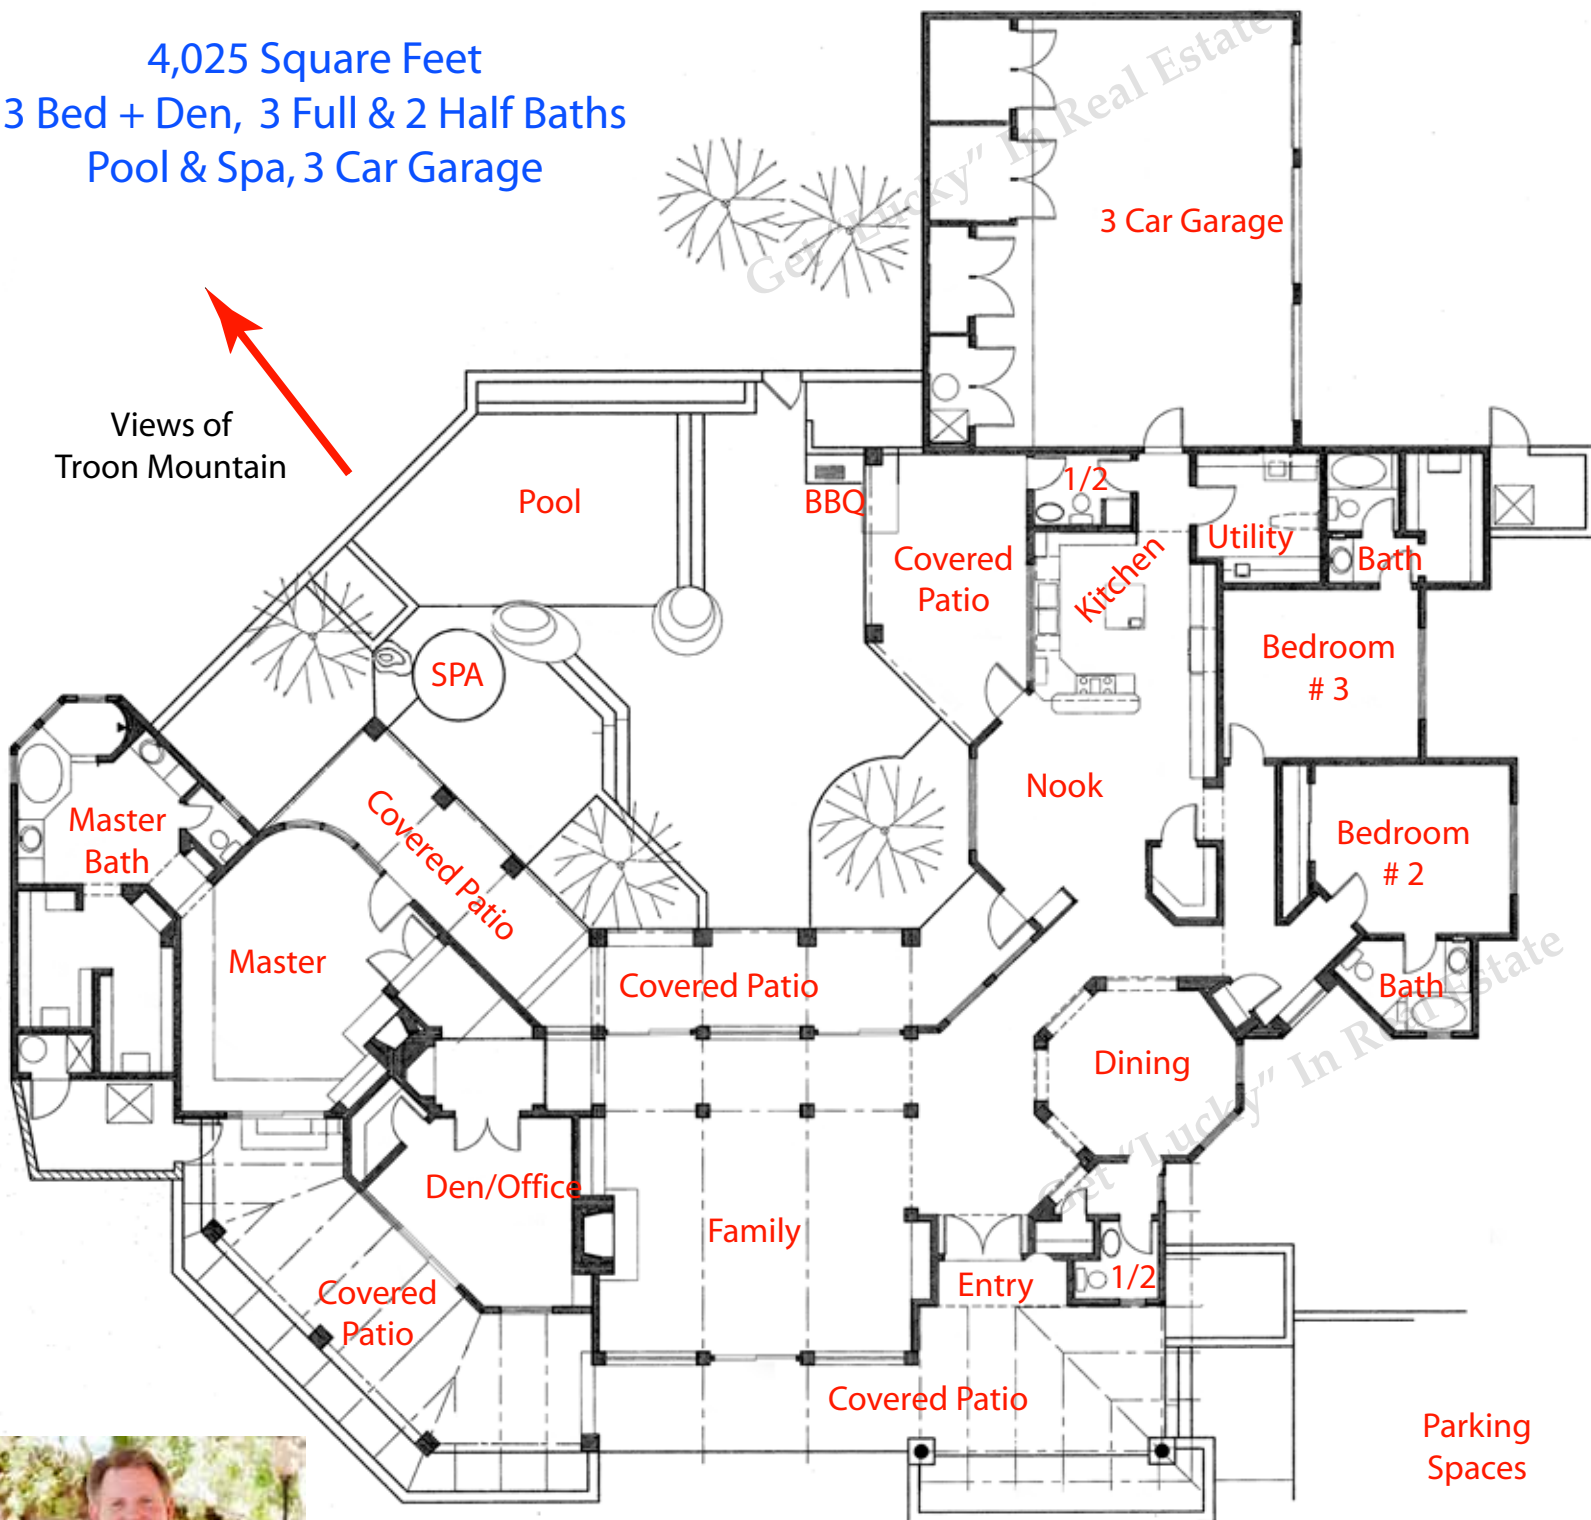 4,025 Square Feet
3 Bed + Den, 3 Full & 2 Half Baths
Pool & Spa, 3 Car Garage
Get "Lucky" In Real Estate
3 Car Garage
Views of
Troon Mountain
Pool
BBQ
1/2
Covered
Patio
Kitchen
Utility
Bath
SPA
Bedroom
# 3
Nook
Covered Patio
Master
Bath
Bedroom
# 2
Master
Covered Patio
Bath
Dining
Get "Lucky" In Real Estate
Den/Office
Family
Entry
1/2
Covered
Patio
Covered Patio
Parking
Spaces